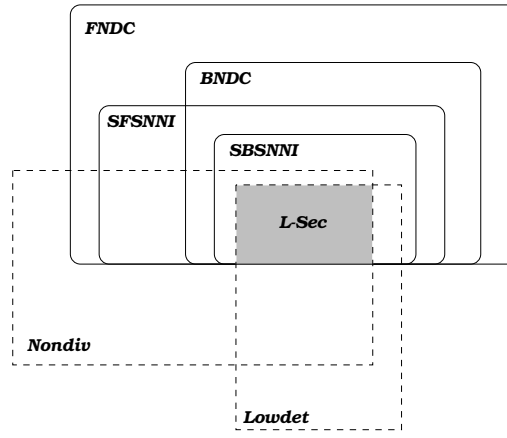 FNDC
BNDC
SFSNNI
SBSNNI
L-Sec
Nondiv
Lowdet